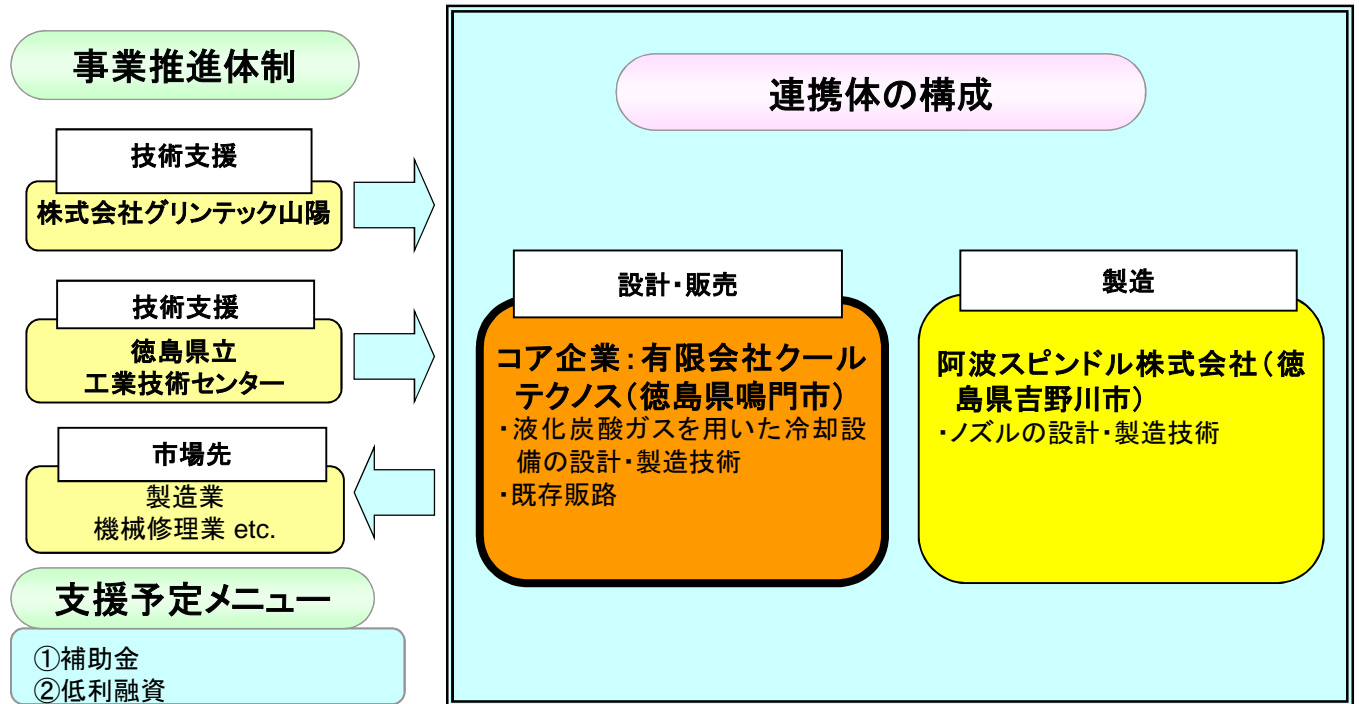 事業推進体制
技術支援
株式会社グリンテック山陽
技術支援
徳島県立
工業技術センター
市場先
製造業
機械修理業 etc.
支援予定メニュー
①補助金
②低利融資
連携体の構成
設計・販売
コア企業：有限会社クール
テクノス（徳島県鳴門市）
・液化炭酸ガスを用いた冷却設
備の設計・製造技術
・既存販路
製造
阿波スピンドル株式会社（徳
島県吉野川市）
・ノズルの設計・製造技術